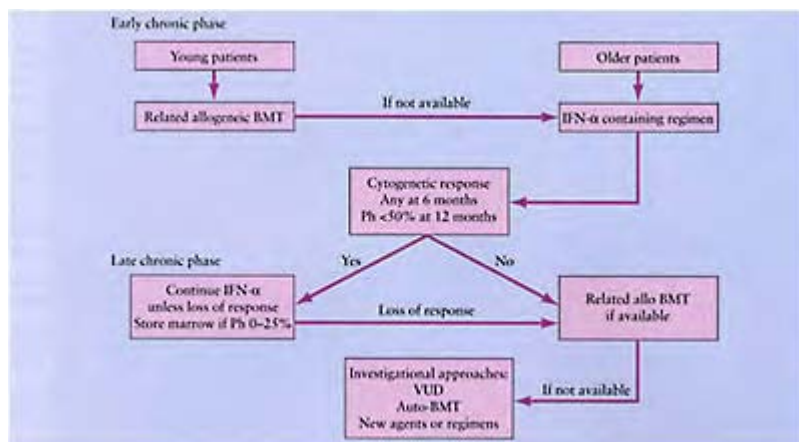 Early chronic phase
Young patients
Older patients
Related allogeneic BMT
If not available
IFN-α containing regimen
Cytogenetic response
Any at 6 months
Ph <50% at 12 months
Late chronic phase
Yes
No
Continue IFN-α
unless loss of response
Store marrow if Ph 0–25%
Loss of response
Related allo BMT
if available
Investigational approaches:
VUD
Auto-BMT
New agents or regimens
If not available